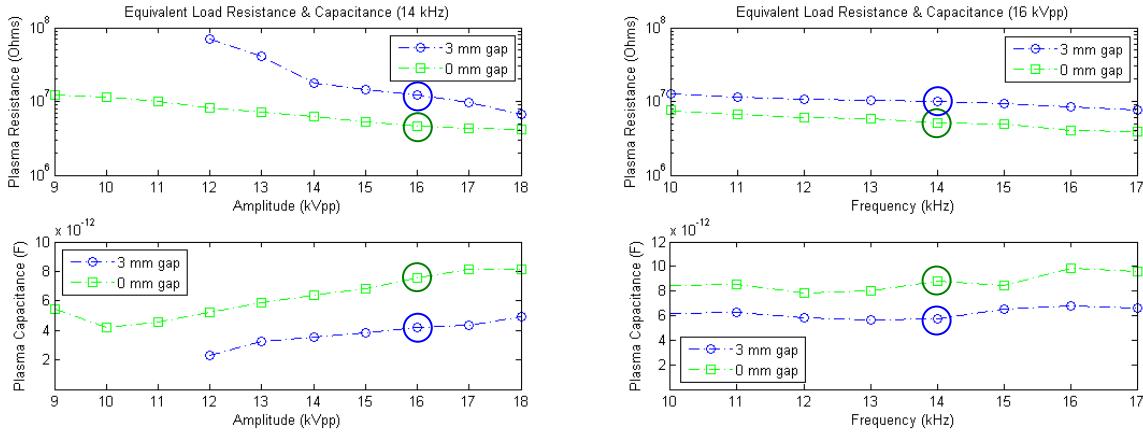 Equivalent Load Resistance & Capacitance (14 kHz)
Plasma Resistance (Ohms)
10^8
10^7
10^6
3 mm gap
0 mm gap
9 10 11 12 13 14 15 16 17 18
Amplitude (kVpp)
x 10^-12
Plasma Capacitance (F)
10
8
6
4
2
3 mm gap
0 mm gap
9 10 11 12 13 14 15 16 17 18
Amplitude (kVpp)
Equivalent Load Resistance & Capacitance (16 kVpp)
Plasma Resistance (Ohms)
10^8
10^7
10^6
3 mm gap
0 mm gap
10 11 12 13 14 15 16 17
Frequency (kHz)
x 10^-12
Plasma Capacitance (F)
12
10
8
6
4
2
3 mm gap
0 mm gap
10 11 12 13 14 15 16 17
Frequency (kHz)